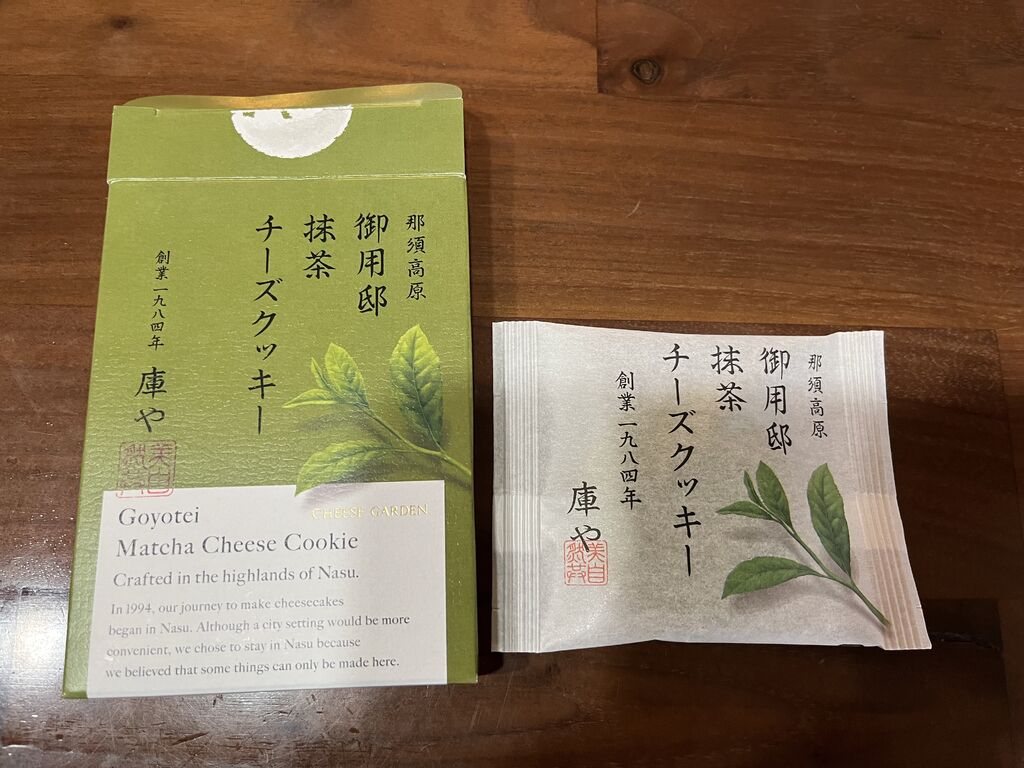 那須高原
御用邸
抹茶
チーズクッキー
創業一九八四年
庫や
CHEESE GARDEN
Goyotei
Matcha Cheese Cookie
Crafted in the highlands of Nasu.
In 1994, our journey to make cheesecakes
began in Nasu. Although a city setting would be more
convenient, we chose to stay in Nasu because
we believed that some things can only be made here.
那須高原
御用邸
抹茶
チーズクッキー
創業一九八四年
庫や